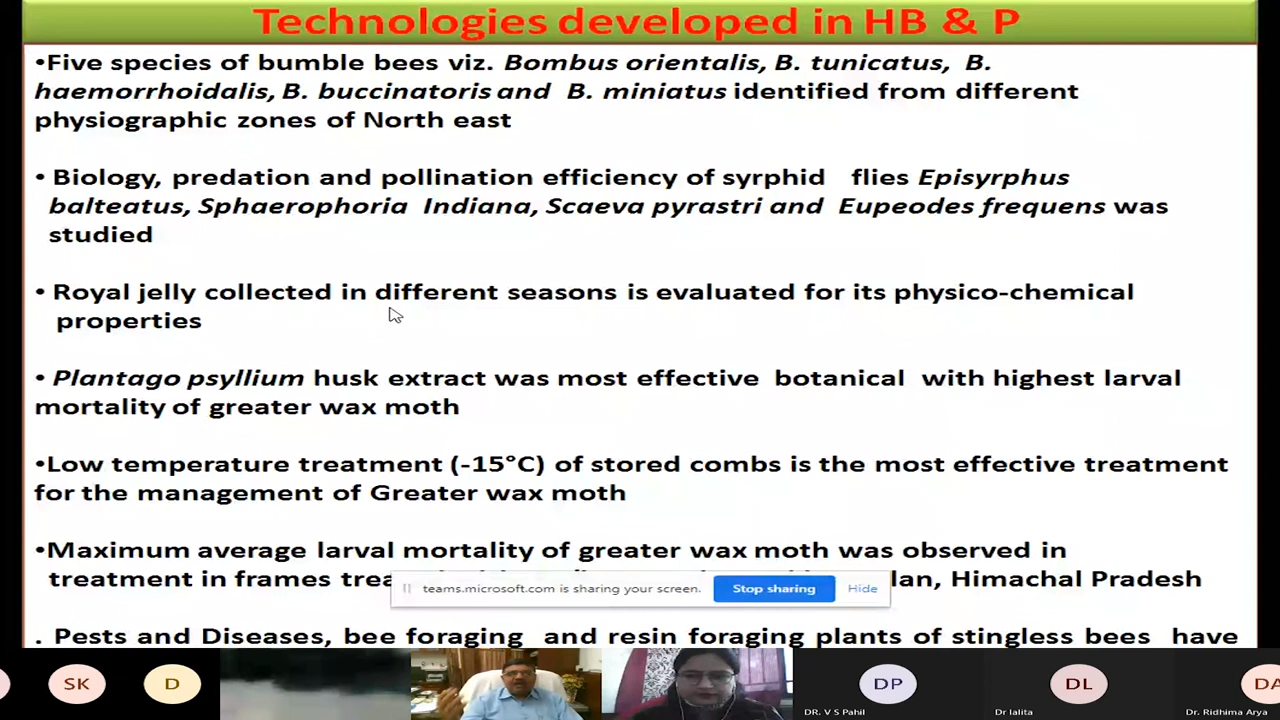 Technologies developed in HB & P
•Five species of bumble bees viz. Bombus orientalis, B. tunicatus, B.
haemorrhoidalis, B. buccinatoris and B. miniatus identified from different
physiographic zones of North east
• Biology, predation and pollination efficiency of syrphid flies Episyrphus
balteatus, Sphaerophoria Indiana, Scaeva pyrastri and Eupeodes frequens was
studied
• Royal jelly collected in different seasons is evaluated for its physico-chemical
properties
• Plantago psyllium husk extract was most effective botanical with highest larval
mortality of greater wax moth
•Low temperature treatment (-15°C) of stored combs is the most effective treatment
for the management of Greater wax moth
•Maximum average larval mortality of greater wax moth was observed in
treatment in frames Himachal Pradesh
teams.microsoft.com is sharing your screen. Stop sharing Hide
. Pests and Diseases, bee foraging and resin foraging plants of stingless bees have
SK D DP DL DA
DR. V S Pahil Dr lalita Dr. Ridhima Arya